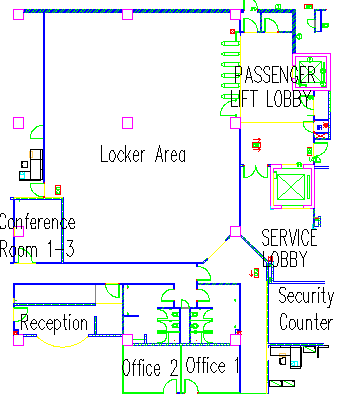 PASSENGER
LIFT LOBBY
Locker Area
Conference
Room 1-3
SERVICE
LOBBY
Security
Counter
Reception
Office 2
Office 1